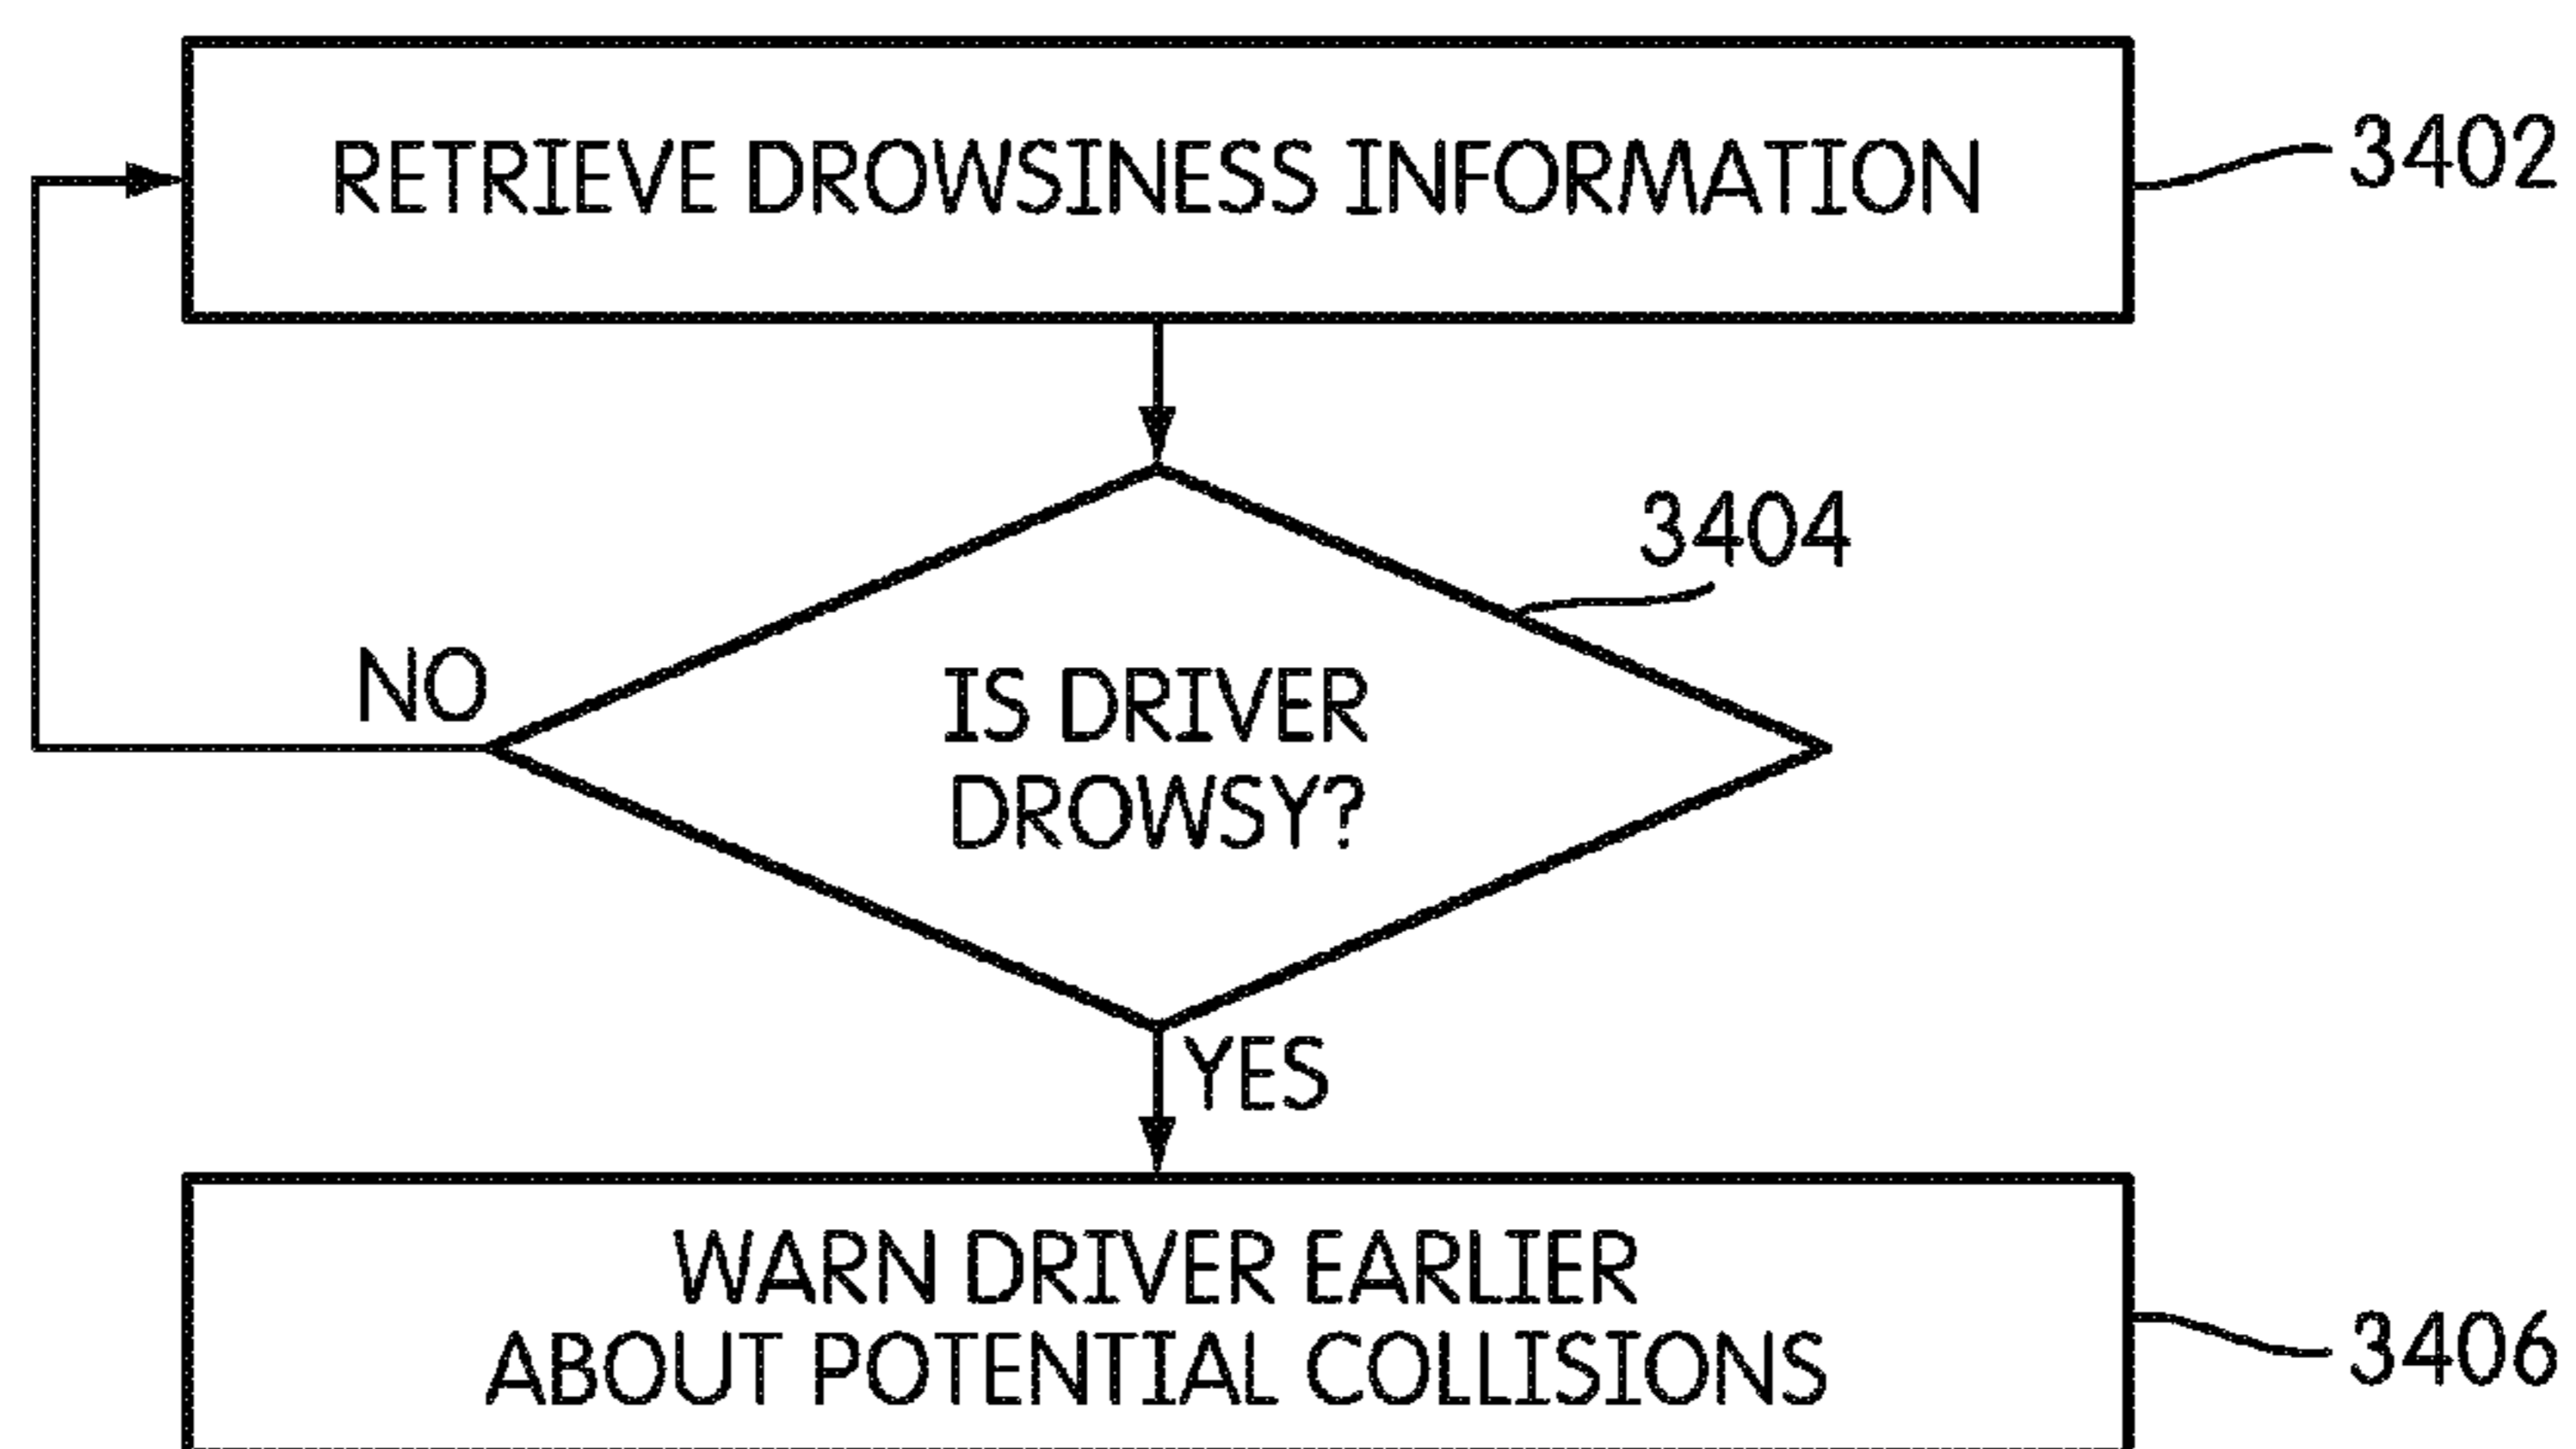 RETRIEVE DROWSINESS INFORMATION
3402
3404
NO
IS DRIVER
DROWSY?
YES
WARN DRIVER EARLIER
ABOUT POTENTIAL COLLISIONS
3406